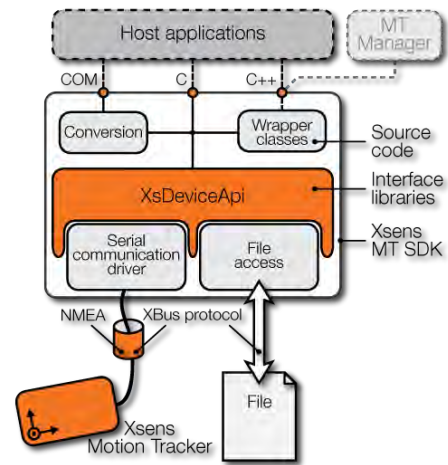 Host applications
MT
Manager
COM
C
C++
Conversion
Wrapper
classes
Source
code
XsDeviceApi
Interface
libraries
Serial
communication
driver
File
access
Xsens
MT SDK
NMEA
XBus protocol
File
Xsens
Motion Tracker